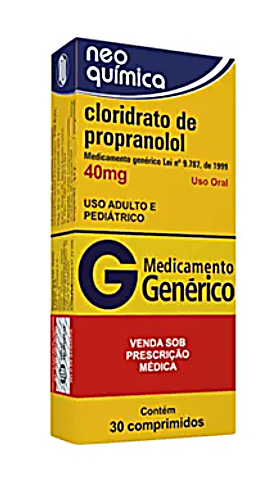 neo
química
cloridrato de
propranolol
Medicamento genérico Lei nº 9.787, de 1999
40mg
Uso Oral
USO ADULTO E
PEDIÁTRICO
G
Medicamento
Genérico
VENDA SOB
PRESCRIÇÃO
MÉDICA
Contém
30 comprimidos